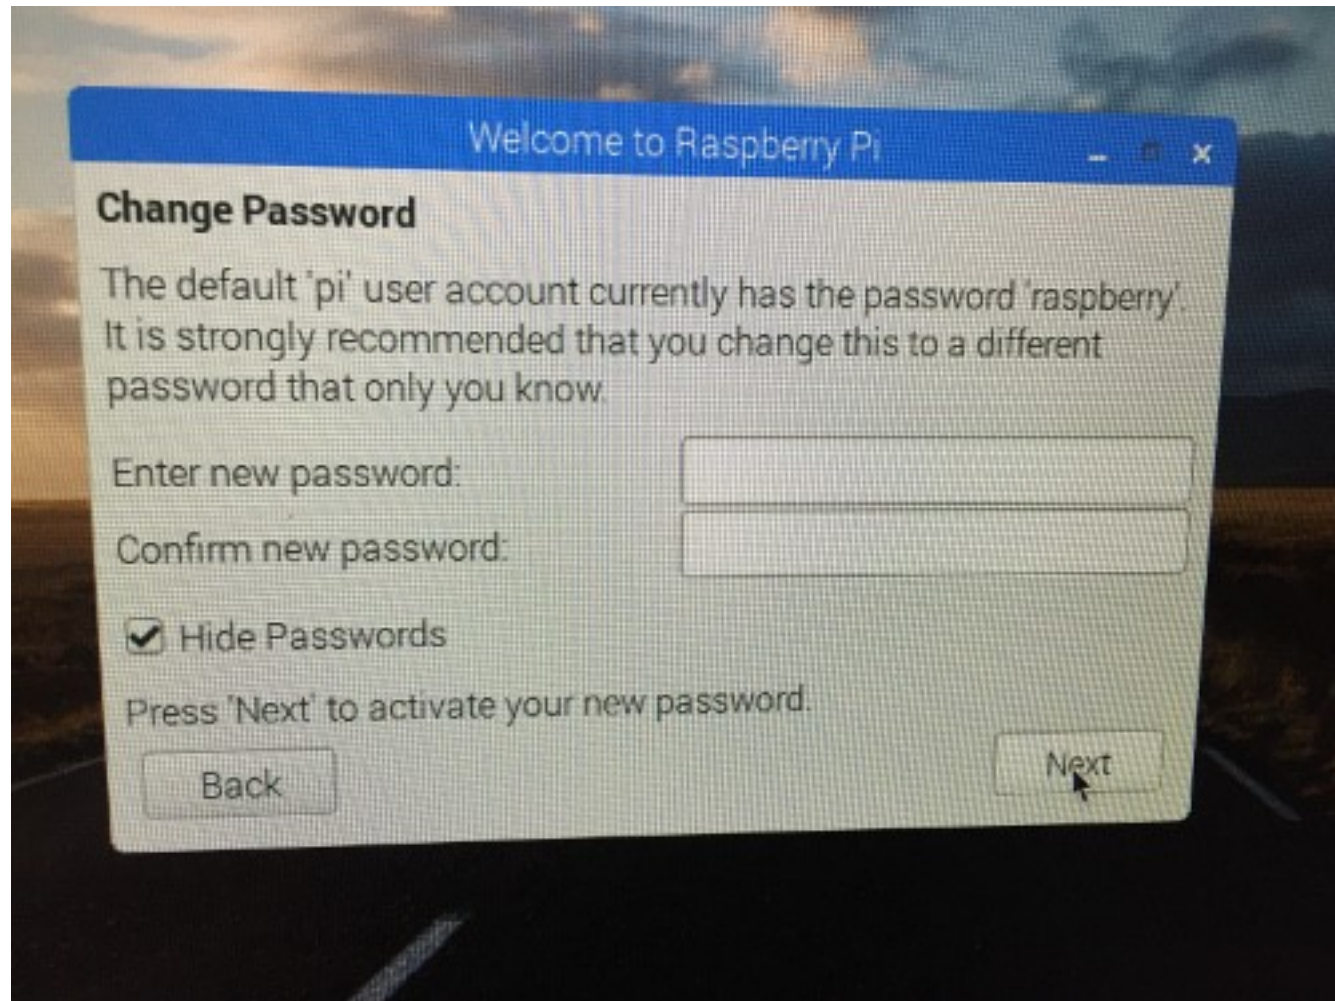 Welcome to Raspberry Pi
Change Password
The default 'pi' user account currently has the password 'raspberry'.
It is strongly recommended that you change this to a different
password that only you know.
Enter new password:
Confirm new password:
Hide Passwords
Press 'Next' to activate your new password.
Back
Next